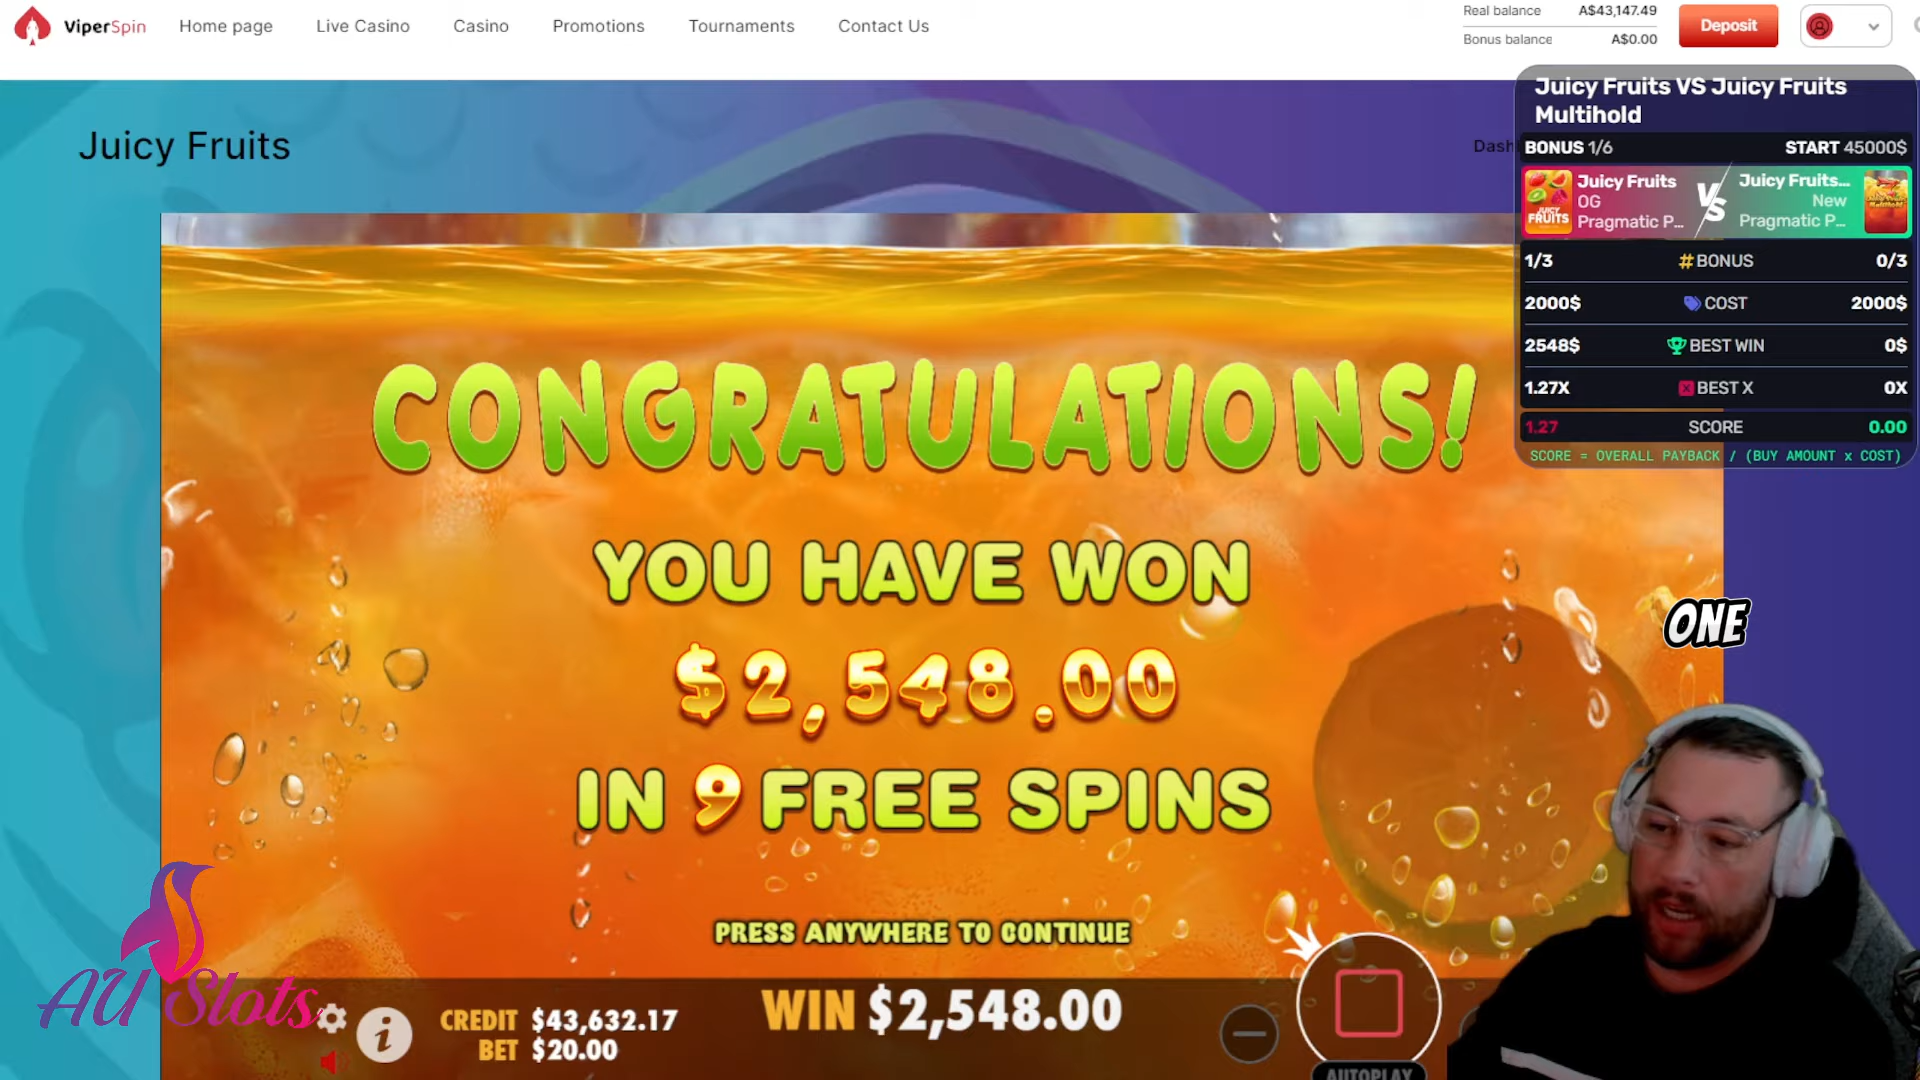 ViperSpin
Home page
Live Casino
Casino
Promotions
Tournaments
Contact Us
Real balance A$43,147.49
Bonus balance A$0.00
Deposit
Juicy Fruits
Dash
Juicy Fruits VS Juicy Fruits
Multihold
BONUS 1/6 START 45000$
JUICY
FRUITS
Juicy Fruits
OG
Pragmatic P...
VS
Juicy Fruits...
New
Pragmatic P...
1/3 #BONUS 0/3
2000$ COST 2000$
2548$ BEST WIN 0$
1.27X X BEST X 0X
1.27 SCORE 0.00
SCORE = OVERALL PAYBACK / (BUY AMOUNT x COST)
CONGRATULATIONS!
YOU HAVE WON
$2,548.00
IN 9 FREE SPINS
PRESS ANYWHERE TO CONTINUE
ONE
AU Slots
i
CREDIT $43,632.17
BET $20.00
WIN $2,548.00
AUTOPLAY